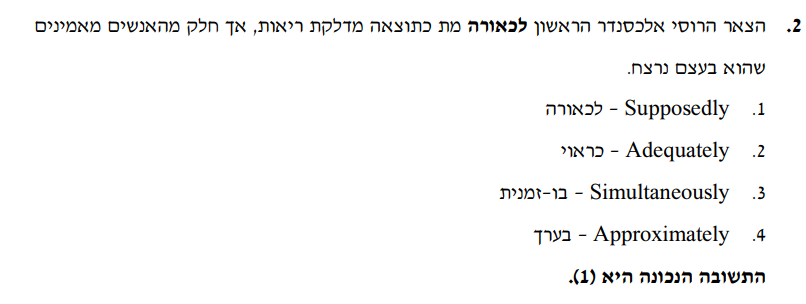 2. הצאר הרוסי אלכסנדר הראשון לכאורה מת כתוצאה מדלקת ריאות, אך חלק מהאנשים מאמינים
שהוא בעצם נרצח.
1. Supposedly – לכאורה
2. Adequately – כראוי
3. Simultaneously – בו-זמנית
4. Approximately – בערך
התשובה הנכונה היא (1).